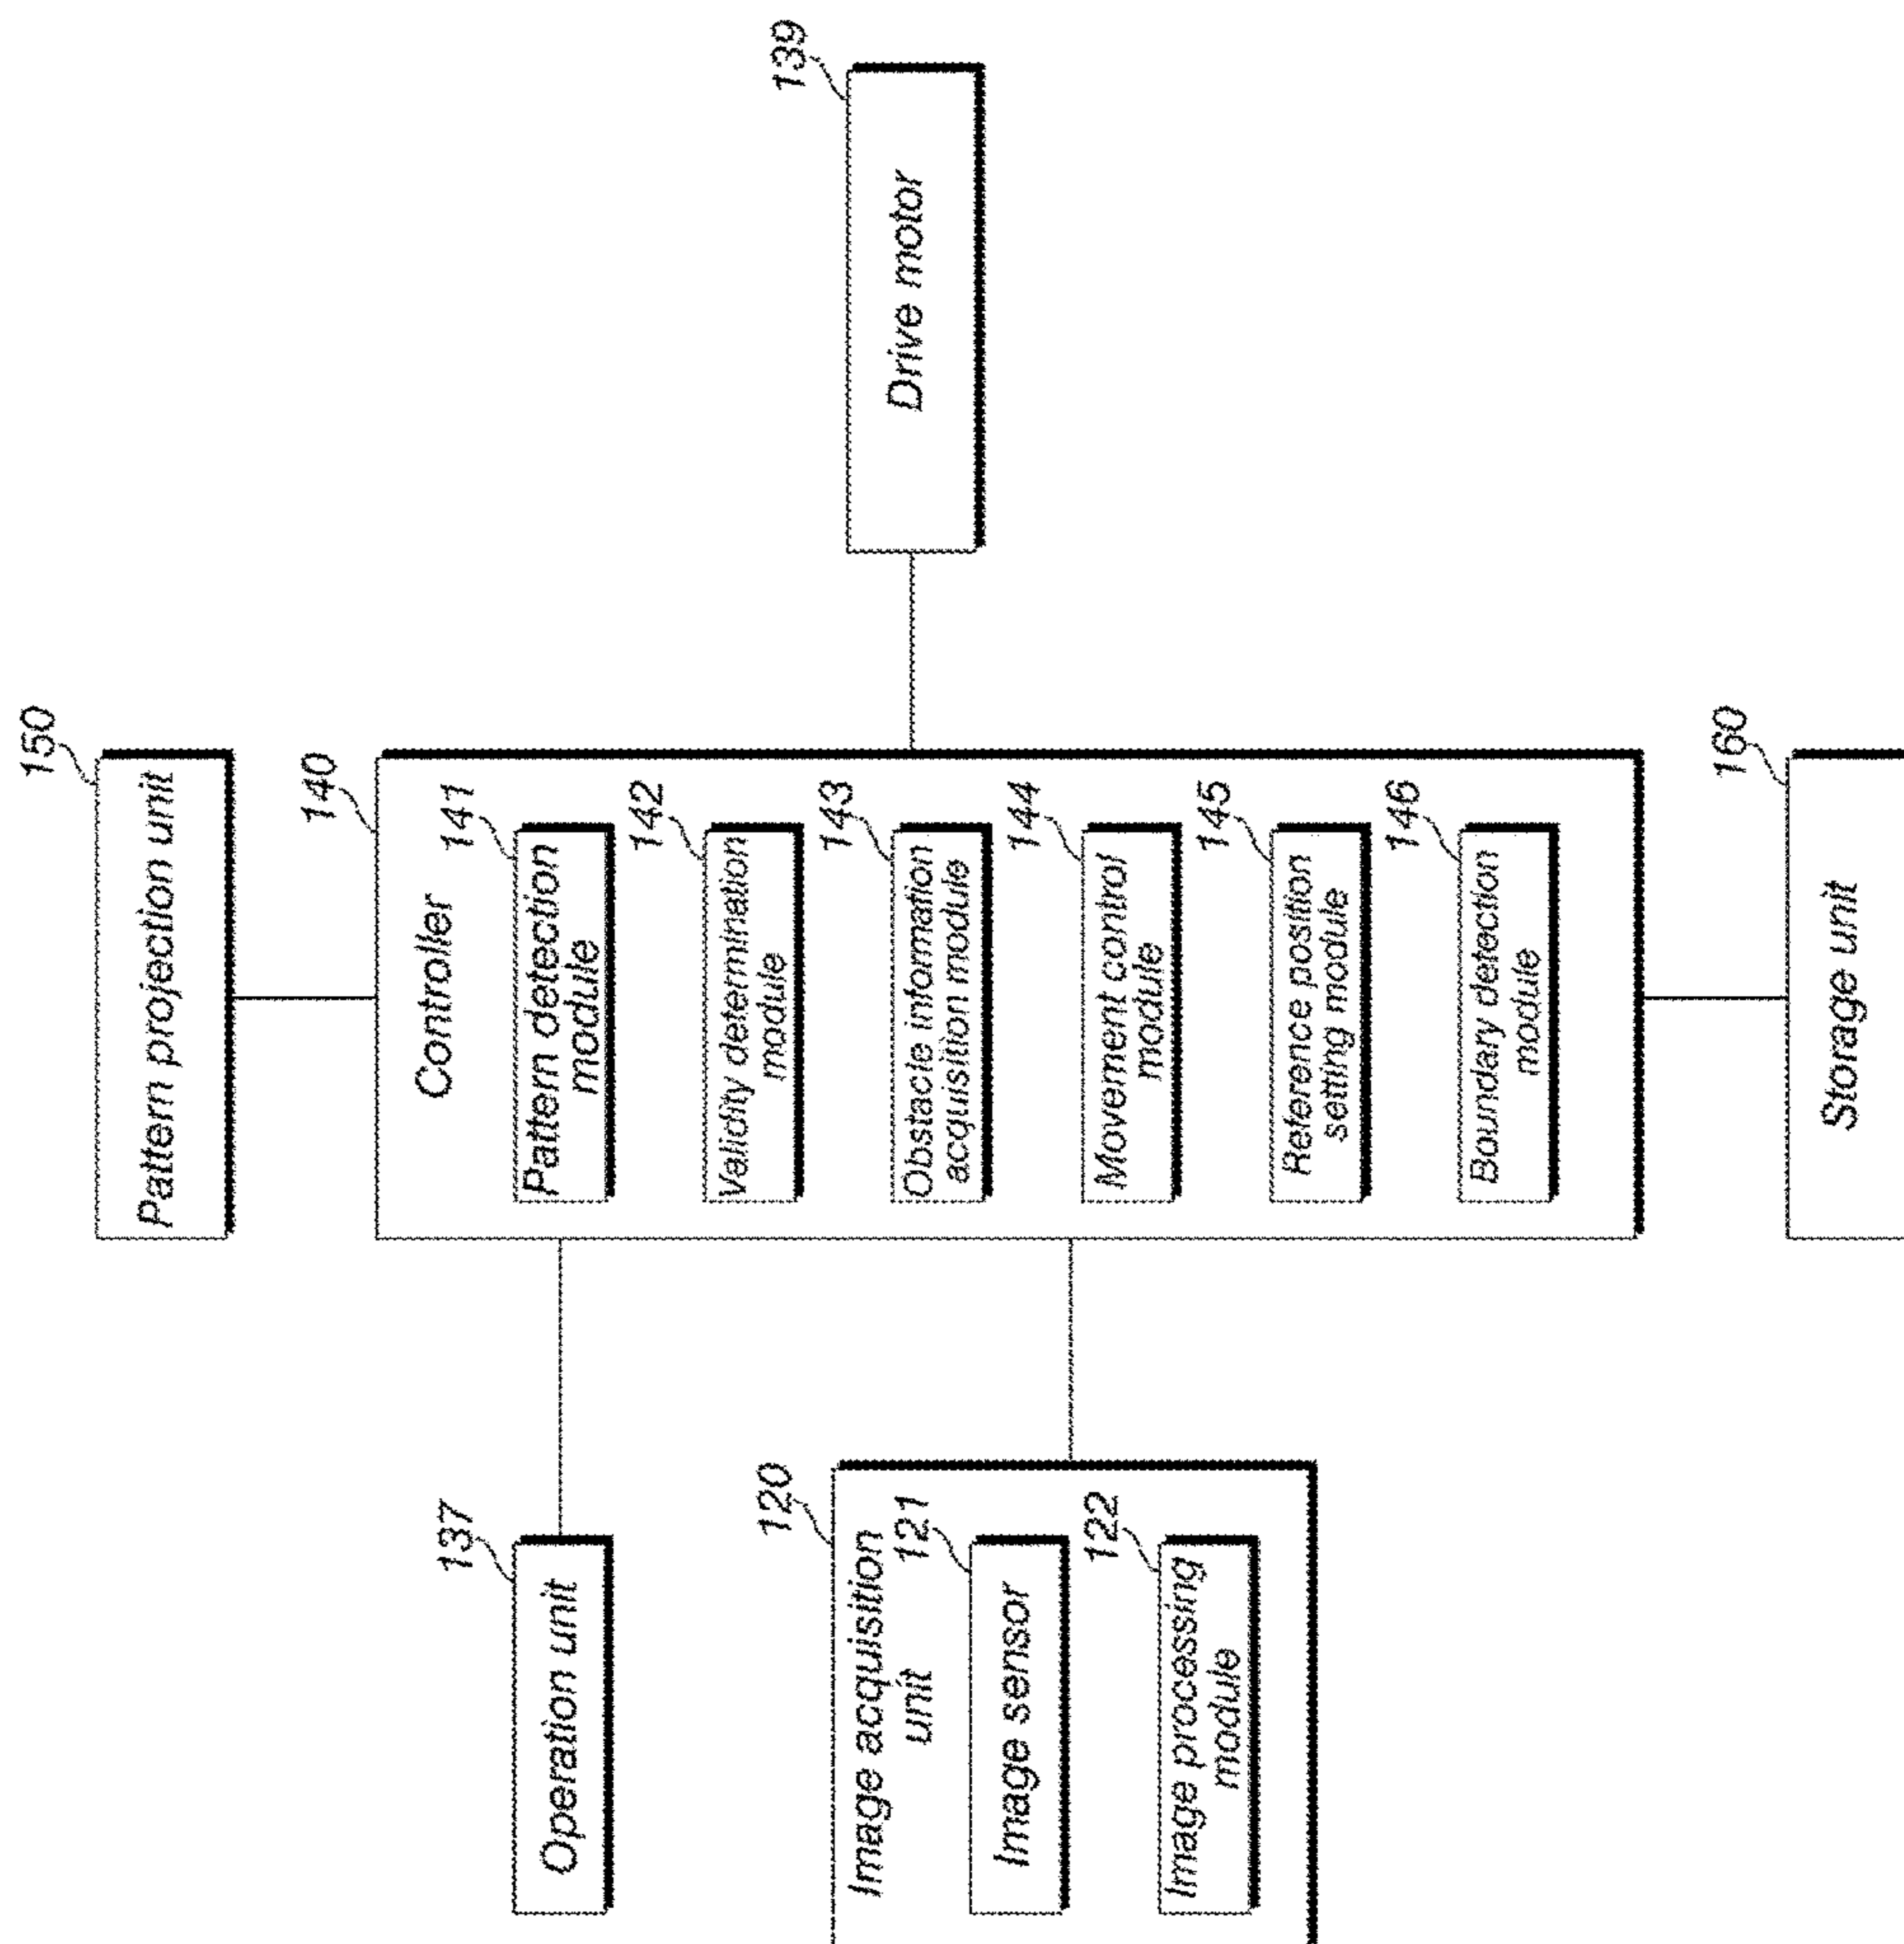 150
Pattern projection unit
140
Controller
141
Pattern detection
module
142
Validity determination
module
143
Obstacle information
acquisition module
144
Movement control
module
145
Reference position
setting module
146
Boundary detection
module
137
Operation unit
120
Image acquisition
unit
121
Image sensor
122
Image processing
module
139
Drive motor
160
Storage unit